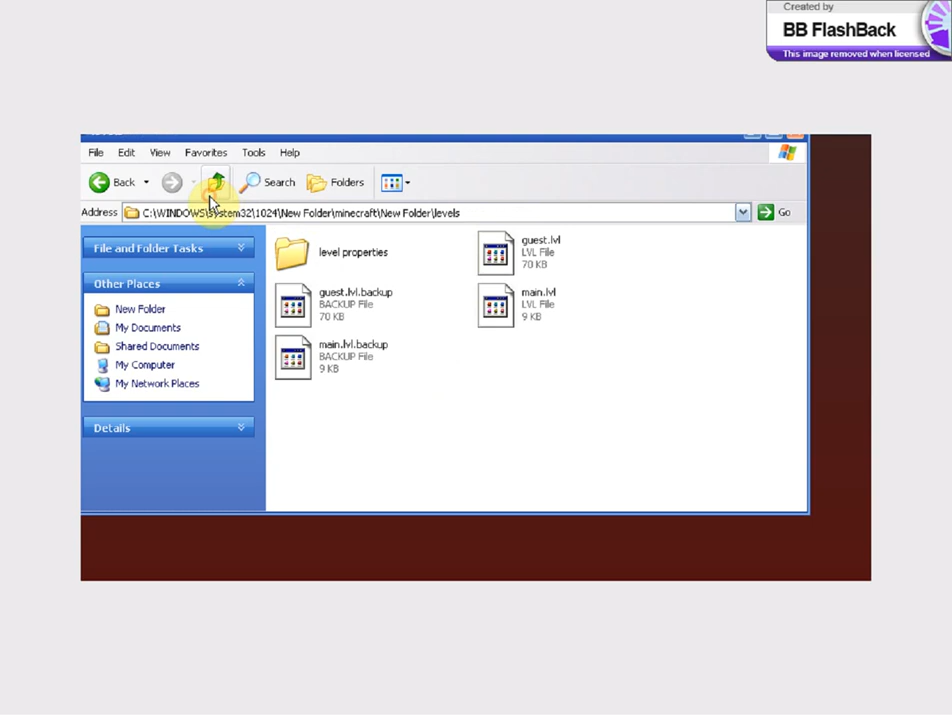 Created by
BB FlashBack
This image removed when licensed
File Edit View Favorites Tools Help
Back Search Folders
Address C:\WINDOWS\system32\1024\New Folder\minecraft\New Folder\levels Go
File and Folder Tasks
Other Places
New Folder
My Documents
Shared Documents
My Computer
My Network Places
Details
level properties
guest.lvl
LVL File
70 KB
guest.lvl.backup
BACKUP File
70 KB
main.lvl
LVL File
9 KB
main.lvl.backup
BACKUP File
9 KB